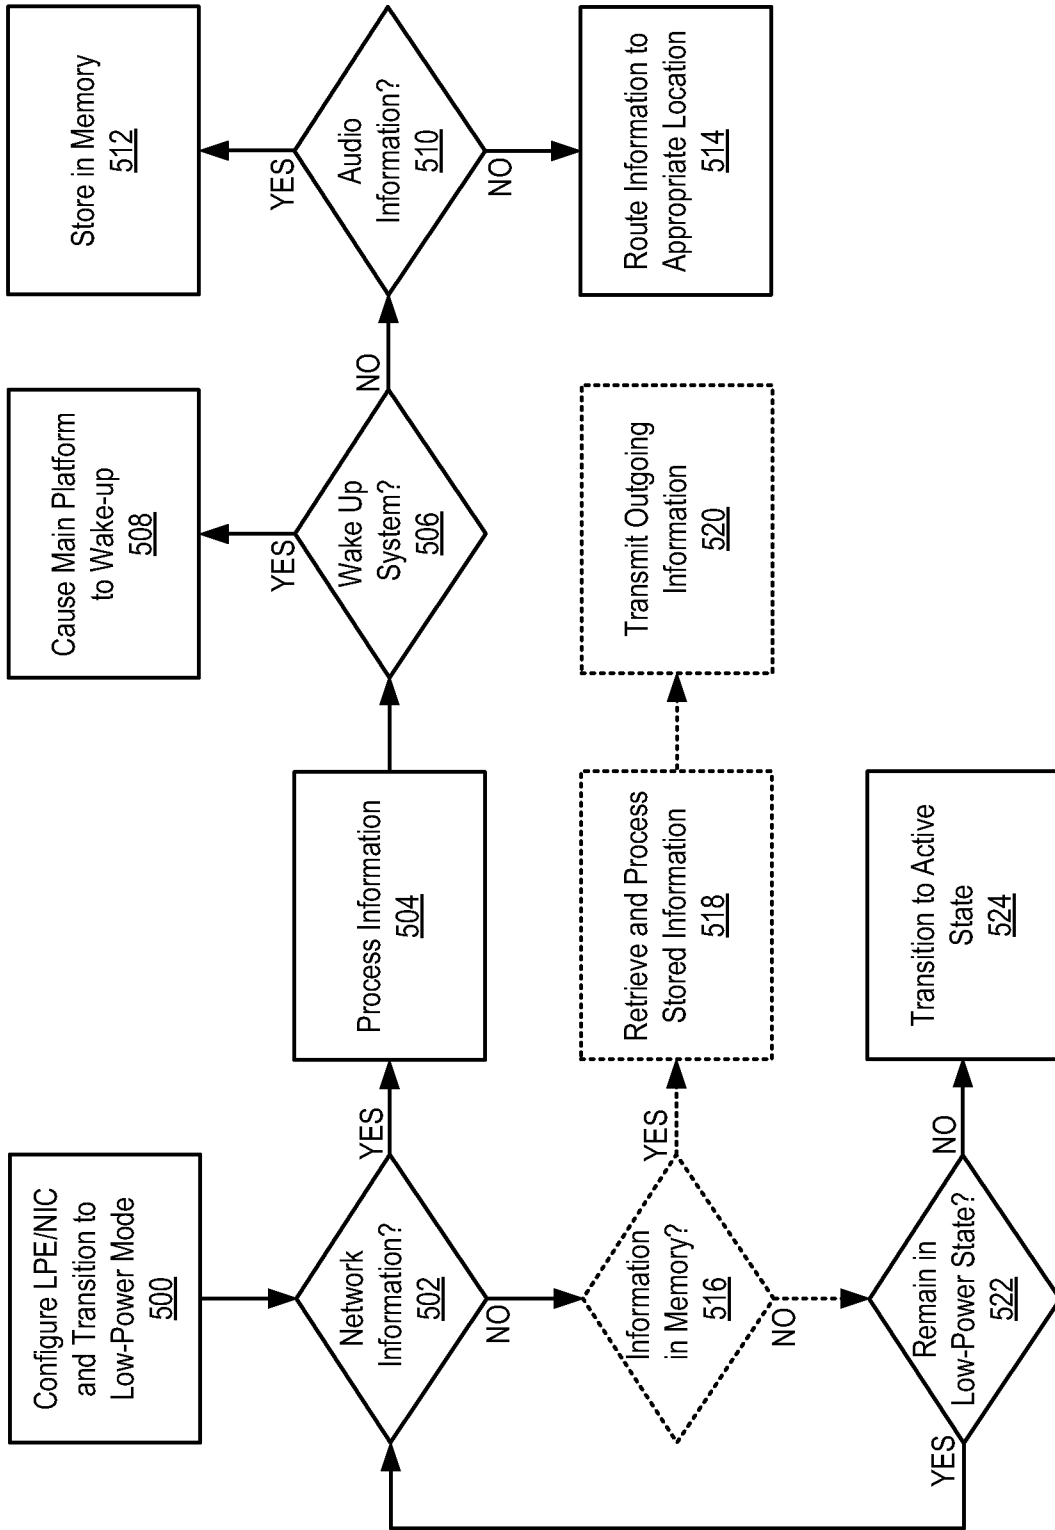 Configure LPE/NIC
and Transition to
Low-Power Mode
500
Network
Information?
502
YES
NO
Process Information
504
Wake Up
System?
506
YES
NO
Cause Main Platform
to Wake-up
508
Audio
Information?
510
YES
NO
Store in Memory
512
Route Information to
Appropriate Location
514
Information
in Memory?
516
YES
NO
Retrieve and Process
Stored Information
518
Transmit Outgoing
Information
520
Remain in
Low-Power State?
522
YES
NO
Transition to Active
State
524